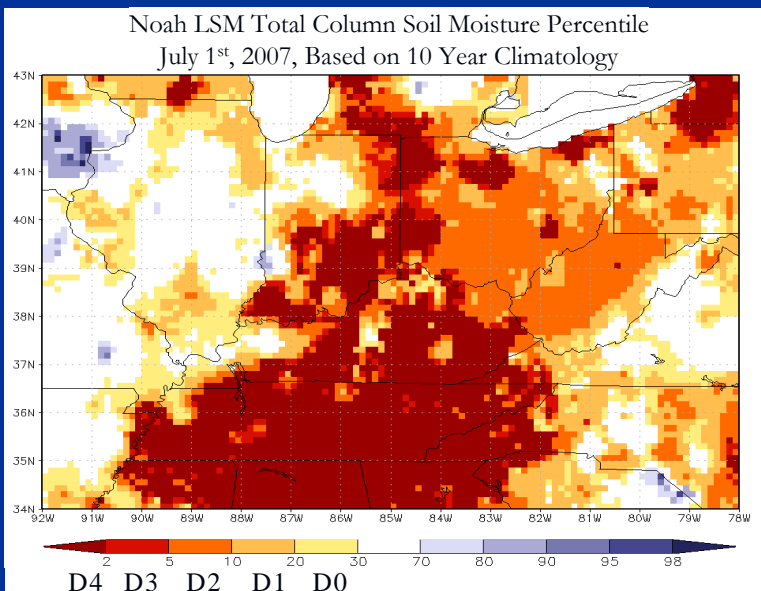 Noah LSM Total Column Soil Moisture Percentile
July 1st, 2007, Based on 10 Year Climatology
43N
42N
41N
40N
39N
38N
37N
36N
35N
34N
92W 91W 90W 89W 88W 87W 86W 85W 84W 83W 82W 81W 80W 79W 78W
2 5 10 20 30 70 80 90 95 98
D4 D3 D2 D1 D0